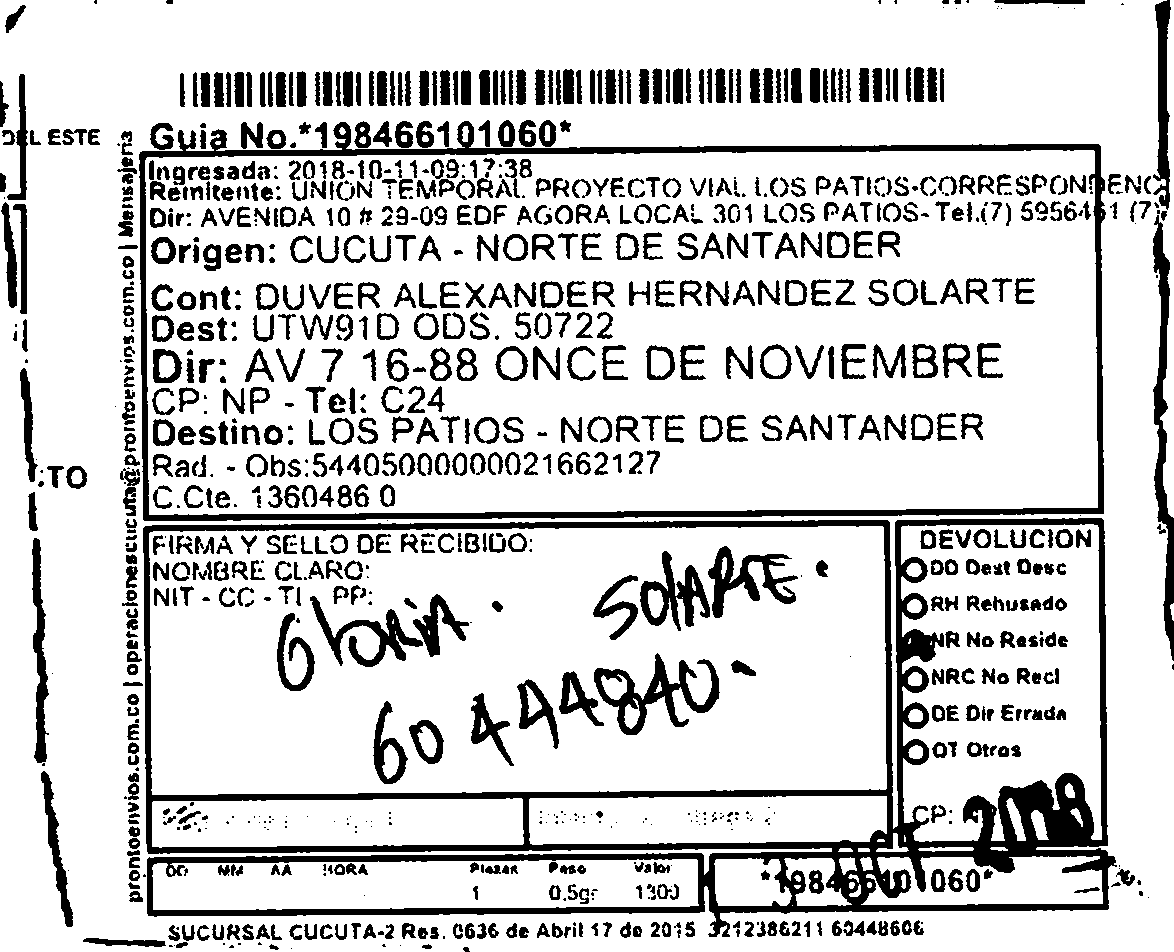 DEL ESTE
Guia No.*198466101060*
Ingresada: 2018-10-11-09:17:38
Remitente: UNION TEMPORAL PROYECTO VIAL LOS PATIOS-CORRESPONDENC
Dir: AVENIDA 10 # 29-09 EDF AGORA LOCAL 301 LOS PATIOS- Tel.(7) 5956461 (7)
Origen: CUCUTA - NORTE DE SANTANDER
Cont: DUVER ALEXANDER HERNANDEZ SOLARTE
Dest: UTW91D ODS. 50722
Dir: AV 7 16-88 ONCE DE NOVIEMBRE
CP: NP - Tel: C24
Destino: LOS PATIOS - NORTE DE SANTANDER
Rad. - Obs:544050000000021662127
C.Cte. 1360486 0
:TO
prontoenvios.com.co | operacionescucuta@prontoenvios.com.co | Mensajeria
FIRMA Y SELLO DE RECIBIDO:
NOMBRE CLARO:
NIT - CC - TI - PP:
Gloria. SOLARTE.
60444840.
DEVOLUCION
DD Dest Desc
RH Rehusado
NR No Reside
NRC No Recl
DE Dir Errada
OT Otros
CP:
OCT 2018
DD MM AA HORA
Piezas Peso Valor
1 0.5gr 1300
*198466101060*
SUCURSAL CUCUTA-2 Res. 0636 de Abril 17 de 2015 3212386211 60448606